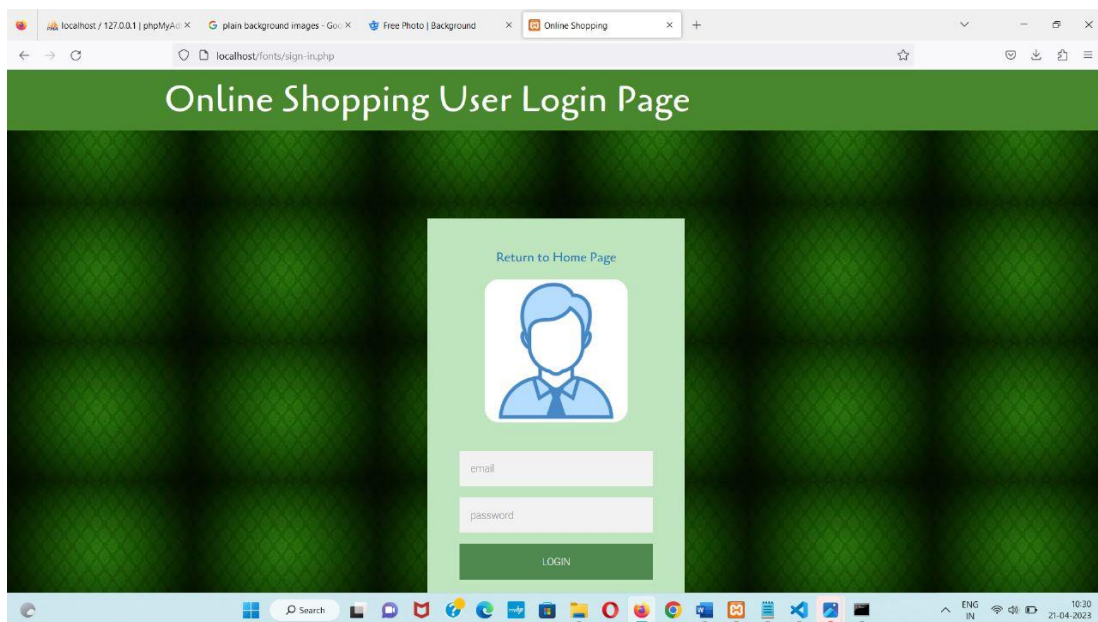 localhost / 127.0.0.1 | phpMyAd
plain background images - Goo
Free Photo | Background
Online Shopping
localhost/fonts/sign-in.php
Online Shopping User Login Page
Return to Home Page
email
password
LOGIN
Search
ENG
IN
10:30
21-04-2023